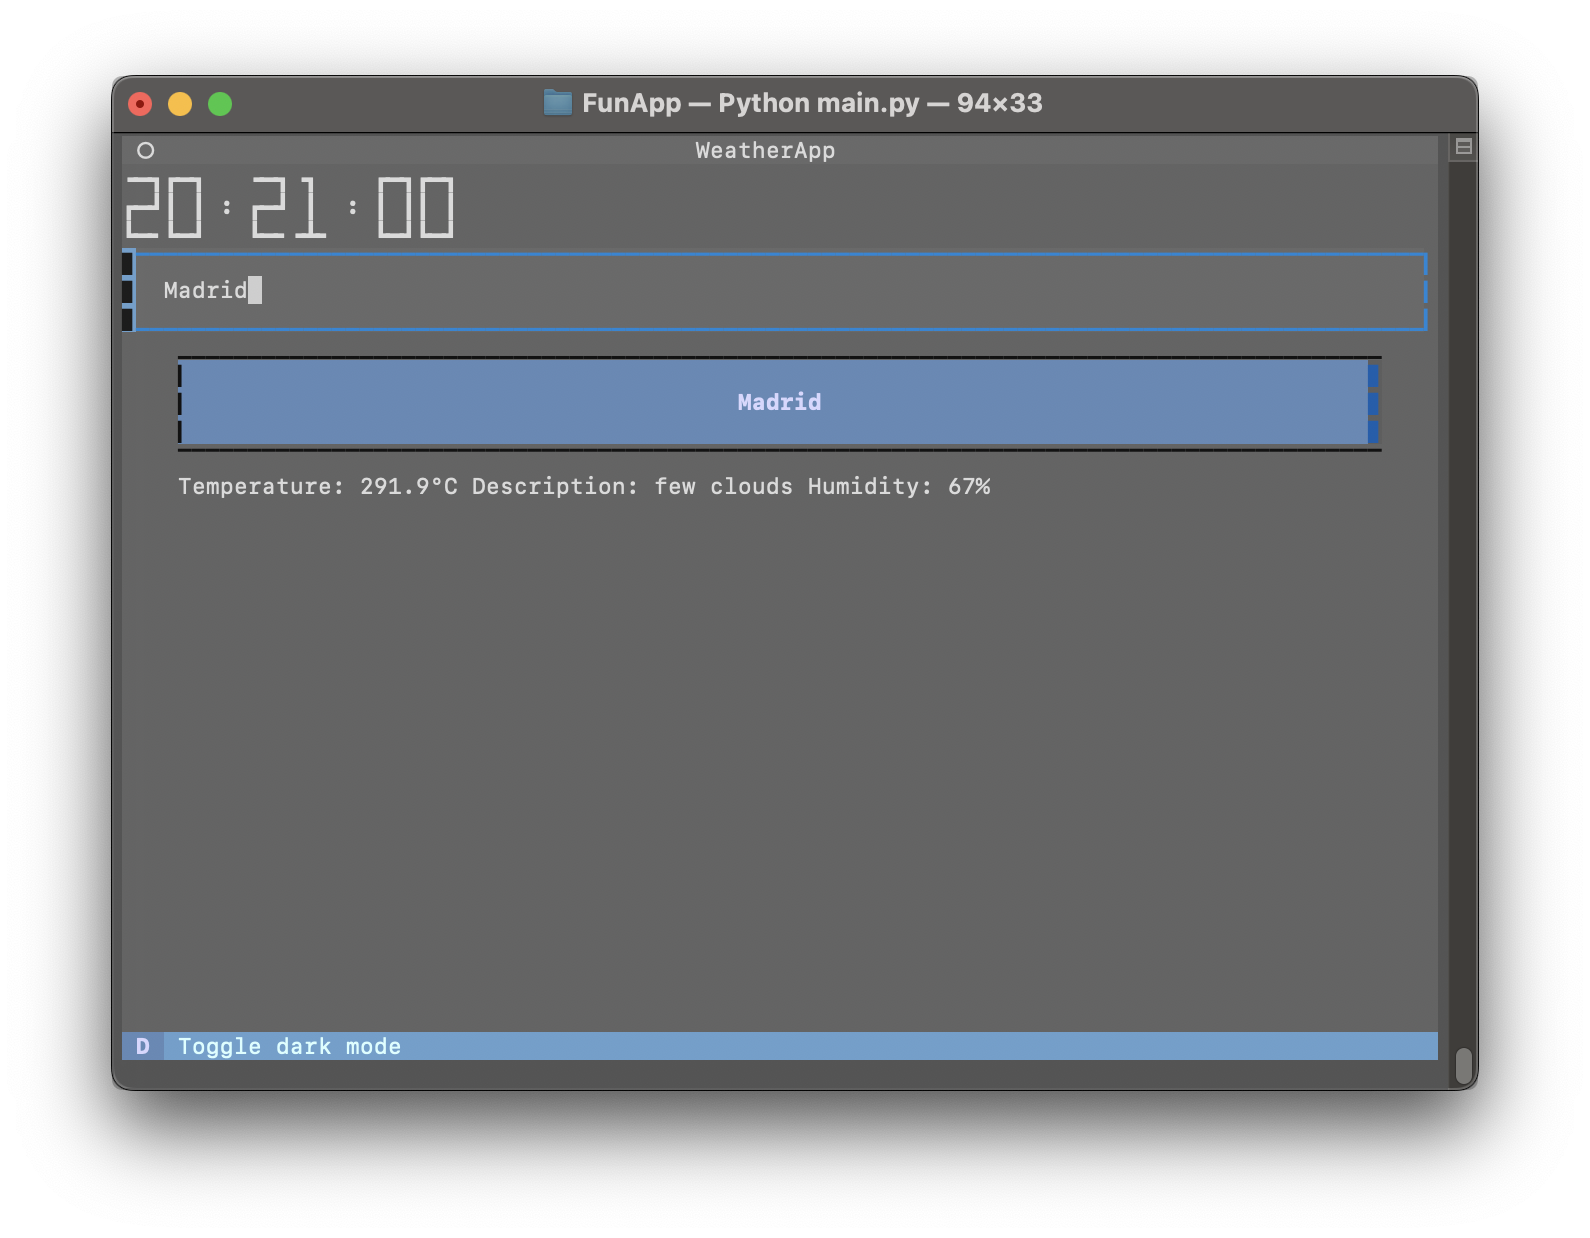 FunApp — Python main.py — 94×33
WeatherApp
20:21:00
Madrid
Madrid
Temperature: 291.9°C Description: few clouds Humidity: 67%
D Toggle dark mode